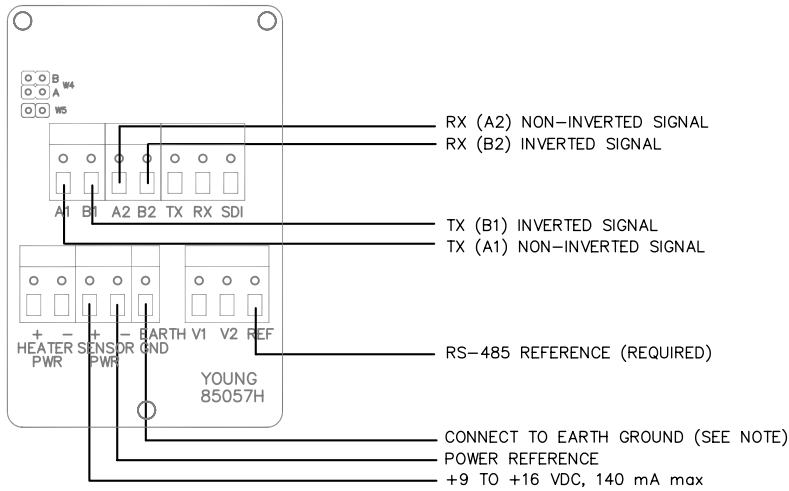 B
W4
A
W5
RX (A2) NON-INVERTED SIGNAL
RX (B2) INVERTED SIGNAL
A1 B1 A2 B2 TX RX SDI
TX (B1) INVERTED SIGNAL
TX (A1) NON-INVERTED SIGNAL
+ - + - EARTH V1 V2 REF
HEATER SENSOR GND
PWR PWR
RS-485 REFERENCE (REQUIRED)
YOUNG
85057H
CONNECT TO EARTH GROUND (SEE NOTE)
POWER REFERENCE
+9 TO +16 VDC, 140 mA max